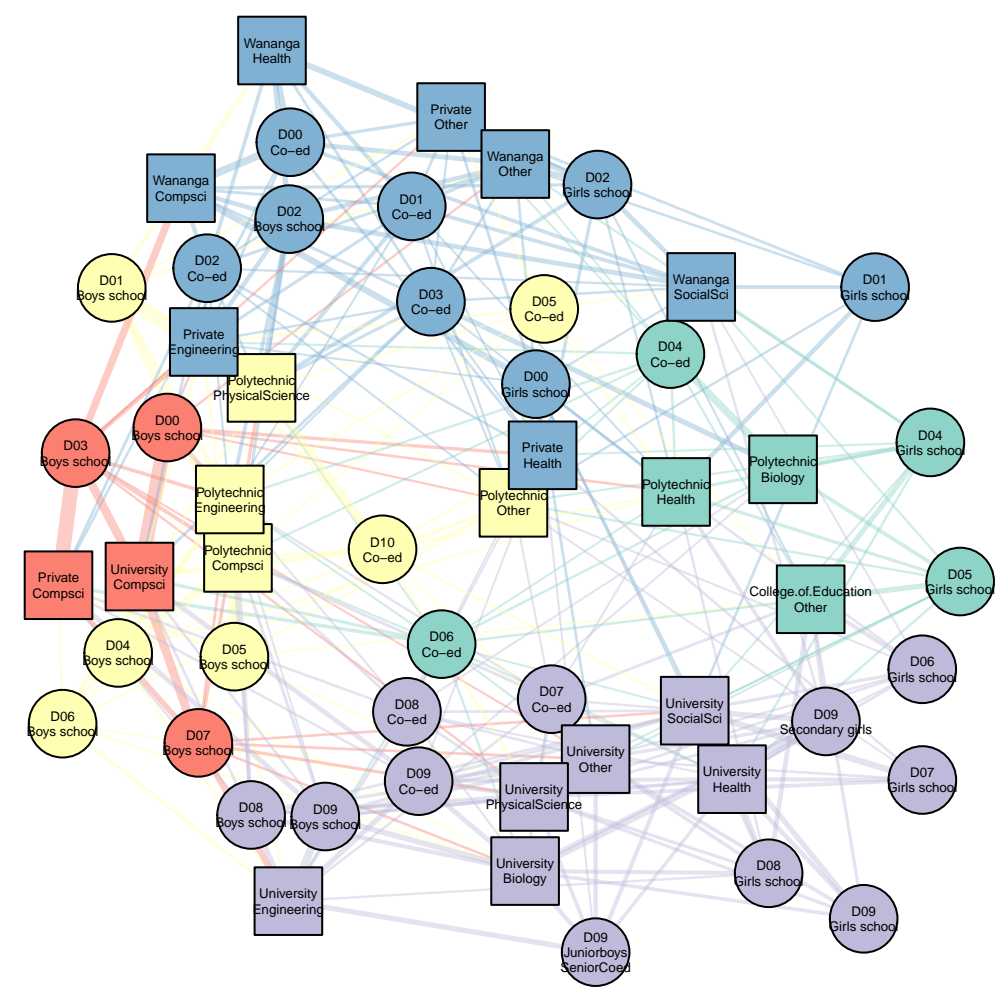 Wananga
Health
Private
Other
D00
Co−ed
Wananga
Other
Wananga
Compsci
D02
Girls school
D01
Co−ed
D02
Boys school
D02
Co−ed
D01
Boys school
Wananga
SocialSci
D01
Girls school
D03
Co−ed
D05
Co−ed
Private
Engineering
D04
Co−ed
Polytechnic
PhysicalScience
D00
Girls school
D00
Boys school
D03
Boys school
D04
Girls school
Private
Health
Polytechnic
Biology
Polytechnic
Health
Polytechnic
Engineering
Polytechnic
Other
D10
Co−ed
Polytechnic
Compsci
University
Compsci
Private
Compsci
D05
Girls school
College.of.Education
Other
D06
Co−ed
D04
Boys school
D05
Boys school
D06
Girls school
D07
Co−ed
D08
Co−ed
University
SocialSci
D09
Secondary girls
D06
Boys school
D07
Boys school
University
Other
D09
Co−ed
University
Health
D07
Girls school
University
PhysicalScience
D08
Boys school
D09
Boys school
University
Biology
D08
Girls school
University
Engineering
D09
Girls school
D09
Juniorboys
SeniorCoed